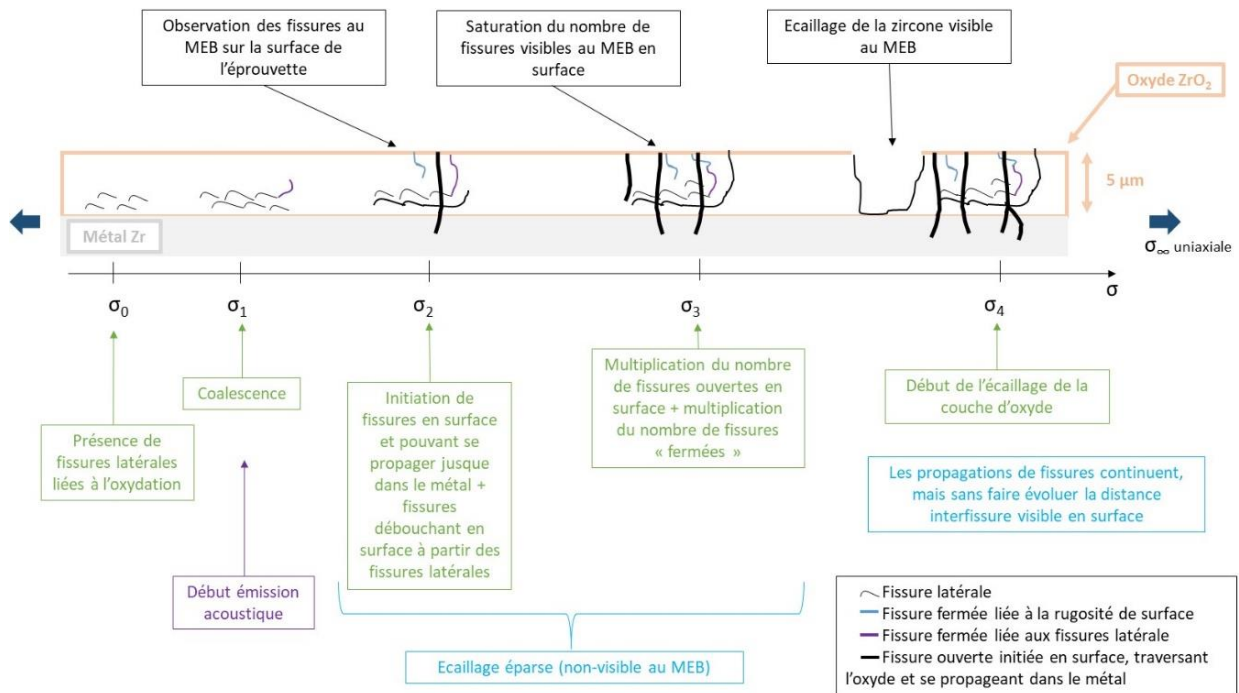 Observation des fissures au
MEB sur la surface de
l'éprouvette
Saturation du nombre de
fissures visibles au MEB en
surface
Ecaillage de la zircone visible
au MEB
Oxyde ZrO₂
5 µm
Métal Zr
σ∞ uniaxiale
σ
σ₀
σ₁
σ₂
σ₃
σ₄
Présence de
fissures latérales
liées à l'oxydation
Coalescence
Début émission
acoustique
Initiation de
fissures en surface
et pouvant se
propager jusque
dans le métal +
fissures
débouchant en
surface à partir des
fissures latérales
Multiplication du nombre
de fissures ouvertes en
surface + multiplication
du nombre de fissures
« fermées »
Début de l'écaillage de la
couche d'oxyde
Les propagations de fissures continuent,
mais sans faire évoluer la distance
interfissure visible en surface
Ecaillage éparse (non-visible au MEB)
Fissure latérale
Fissure fermée liée à la rugosité de surface
Fissure fermée liée aux fissures latérale
Fissure ouverte initiée en surface, traversant
l'oxyde et se propageant dans le métal